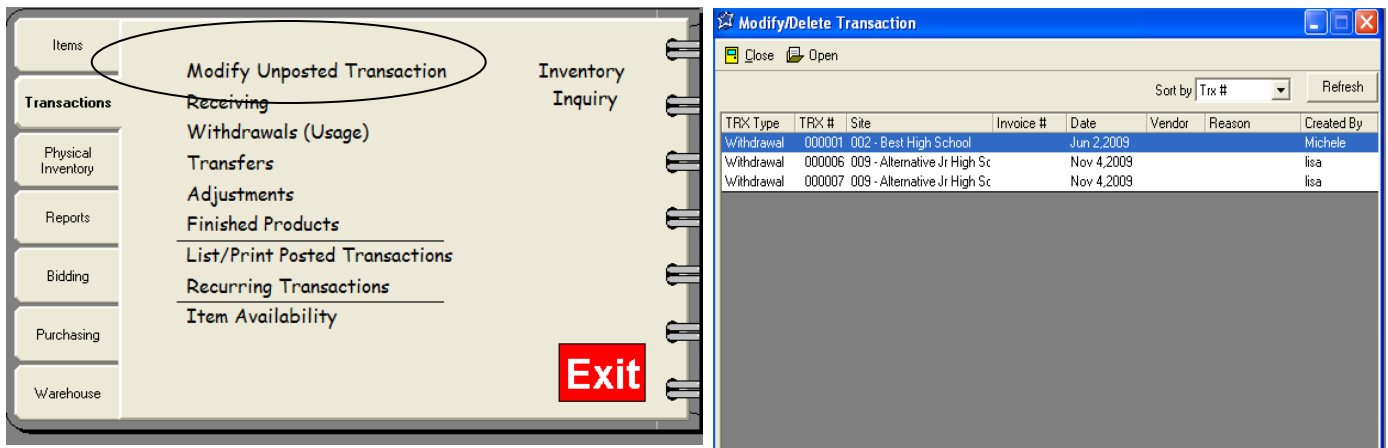 Items
Transactions
Physical
Inventory
Reports
Bidding
Purchasing
Warehouse
Modify Unposted Transaction
Receiving
Withdrawals (Usage)
Transfers
Adjustments
Finished Products
List/Print Posted Transactions
Recurring Transactions
Item Availability
Inventory
Inquiry
Exit
Modify/Delete Transaction
Close Open
Sort by Trx # Refresh
TRX Type TRX # Site Invoice # Date Vendor Reason Created By
Withdrawal 000001 002 - Best High School Jun 2,2009 Michele
Withdrawal 000006 009 - Alternative Jr High Sc Nov 4,2009 lisa
Withdrawal 000007 009 - Alternative Jr High Sc Nov 4,2009 lisa